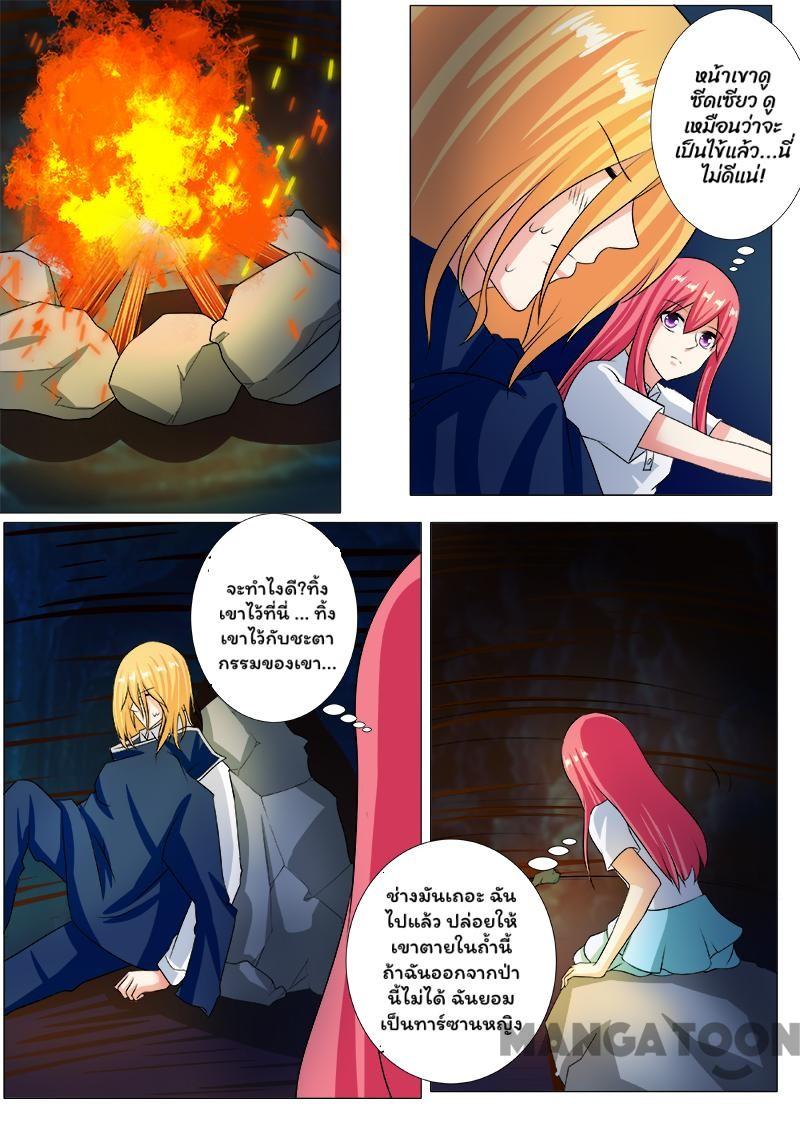 หน้าเขาดู
ซีดเซียว ดู
เหมือนว่าจะ
เป็นไข้แล้ว...นี่
ไม่ดีแน่!
จะทำไงดี?ทิ้ง
เขาไว้ที่นี่ ... ทิ้ง
เขาไว้กับชะตา
กรรมของเขา...
ช่างมันเถอะ ฉัน
ไปแล้ว ปล่อยให้
เขาตายในถ้ำนี้
ถ้าฉันออกจากป่า
นี้ไม่ได้ ฉันยอม
เป็นทาร์ซานหญิง
MANGATOON